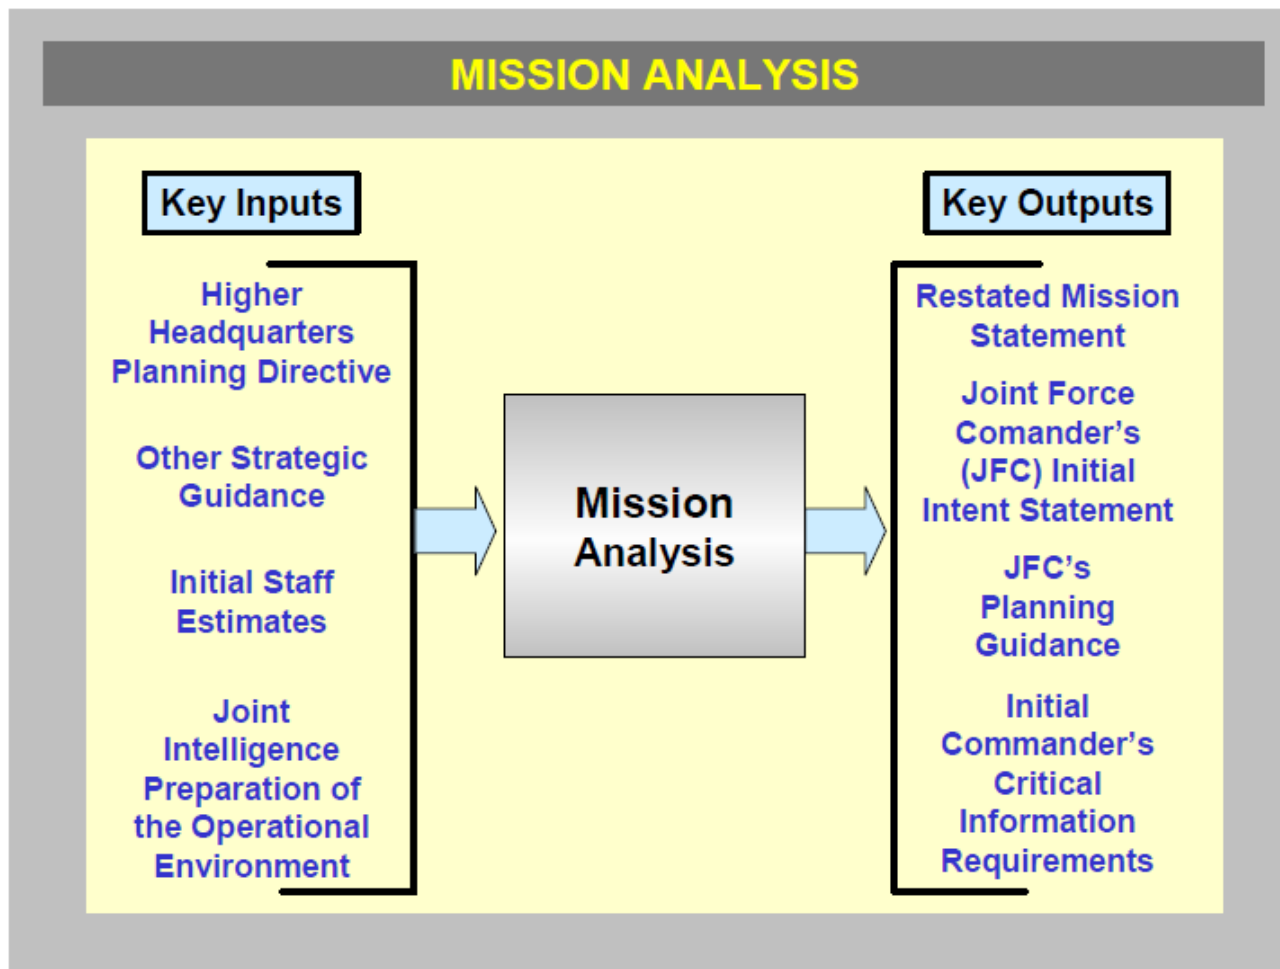 MISSION ANALYSIS
Key Inputs
Higher
Headquarters
Planning Directive
Other Strategic
Guidance
Initial Staff
Estimates
Joint
Intelligence
Preparation of
the Operational
Environment
Mission
Analysis
Key Outputs
Restated Mission
Statement
Joint Force
Comander’s
(JFC) Initial
Intent Statement
JFC’s
Planning
Guidance
Initial
Commander’s
Critical
Information
Requirements